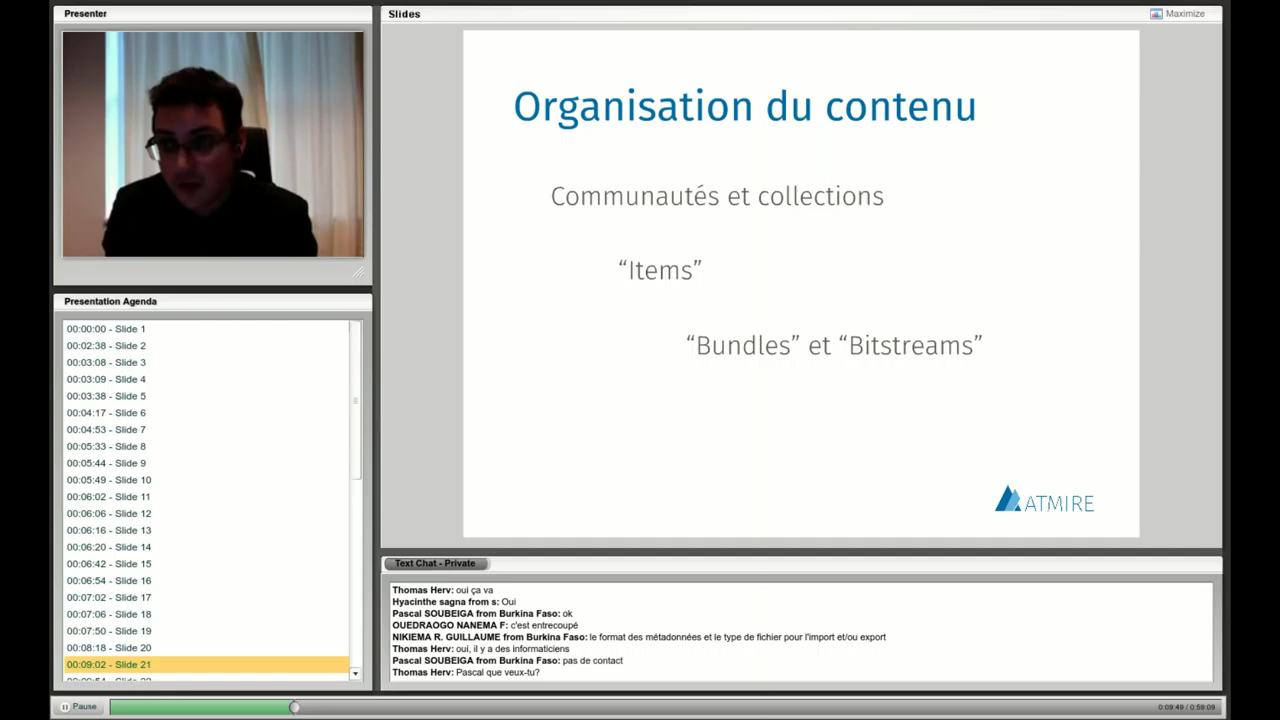 Presenter
Slides
Maximize
Organisation du contenu
Communautés et collections
“Items”
“Bundles” et “Bitstreams”
ATMIRE
Presentation Agenda
00:00:00 - Slide 1
00:02:38 - Slide 2
00:03:08 - Slide 3
00:03:09 - Slide 4
00:03:38 - Slide 5
00:04:17 - Slide 6
00:04:53 - Slide 7
00:05:33 - Slide 8
00:05:44 - Slide 9
00:05:49 - Slide 10
00:06:02 - Slide 11
00:06:06 - Slide 12
00:06:16 - Slide 13
00:06:20 - Slide 14
00:06:42 - Slide 15
00:06:54 - Slide 16
00:07:02 - Slide 17
00:07:06 - Slide 18
00:07:50 - Slide 19
00:08:18 - Slide 20
00:09:02 - Slide 21
Text Chat - Private
Thomas Herv: oui ça va
Hyacinthe sagna from s: Oui
Pascal SOUBEIGA from Burkina Faso: ok
OUEDRAOGO NANEMA F: c'est entrecoupé
NIKIEMA R. GUILLAUME from Burkina Faso: le format des métadonnées et le type de fichier pour l'import et/ou export
Thomas Herv: oui, il y a des informaticiens
Pascal SOUBEIGA from Burkina Faso: pas de contact
Thomas Herv: Pascal que veux-tu?
Pause
0:09:49 / 0:59:09